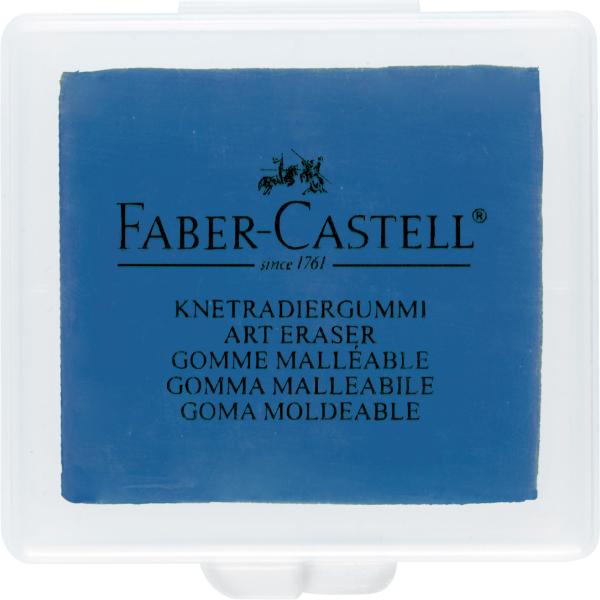 FABER-CASTELL®
since 1761
KNETRADIERGUMMI
ART ERASER
GOMME MALLÉABLE
GOMMA MALLEABILE
GOMA MOLDEABLE